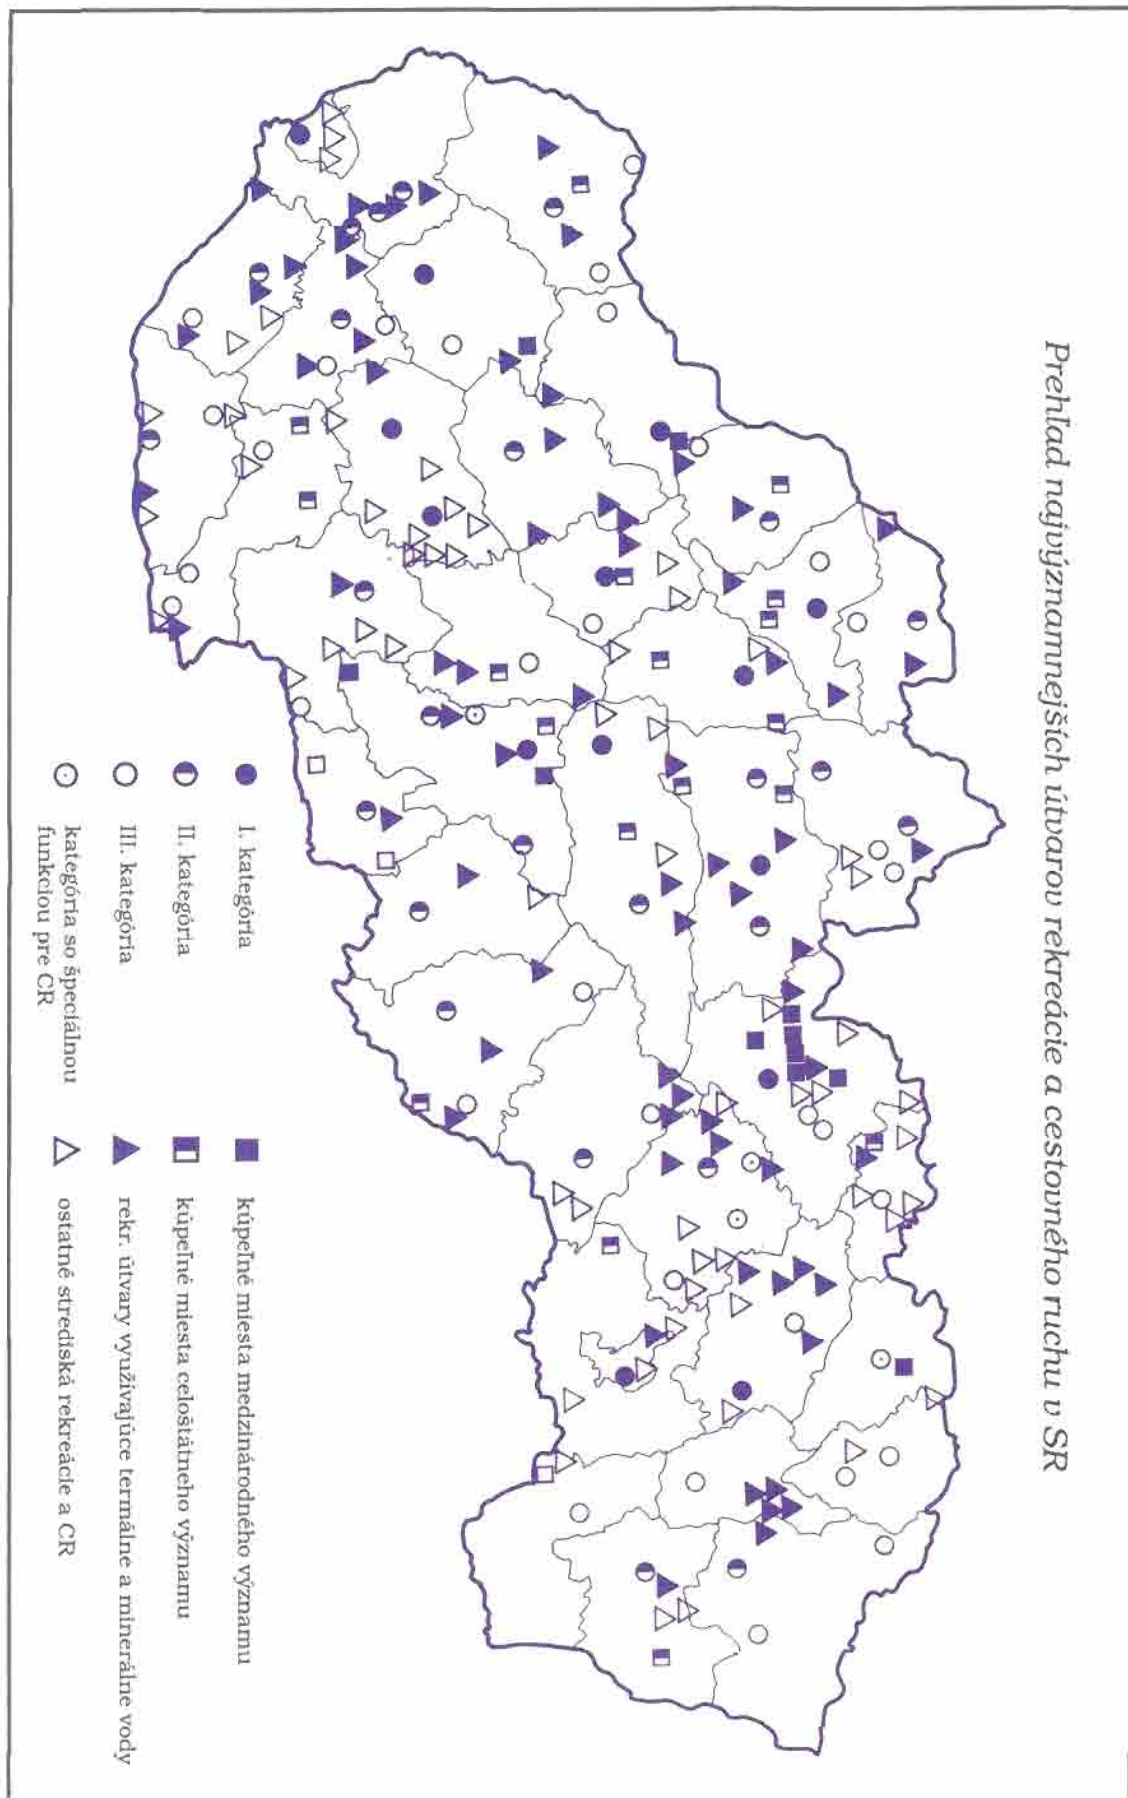 Prehlad najvýznamnejších útvarov rekreácie a cestovného ruchu v SR
I. kategória
II. kategória
III. kategória
kategória so špeciálnou
funkciou pre CR
kúpeľné miesta medzinárodného významu
kúpeľné miesta celoštátneho významu
rekr. útvary využívajúce termálne a minerálne vody
ostatné strediská rekreácie a CR